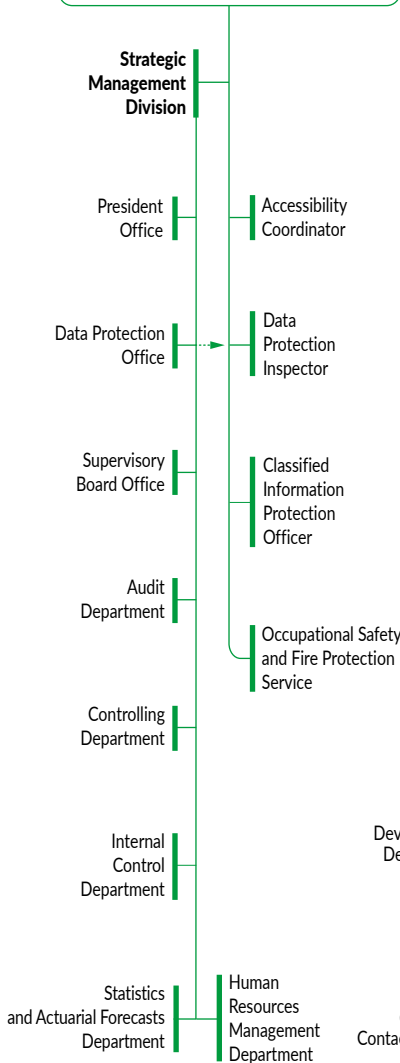 Strategic
Management
Division
President
Office
Accessibility
Coordinator
Data Protection
Office
Data
Protection
Inspector
Supervisory
Board Office
Classified
Information
Protection
Officer
Audit
Department
Occupational Safety
and Fire Protection
Service
Controlling
Department
Internal
Control
Department
Statistics
and Actuarial Forecasts
Department
Human
Resources
Management
Department